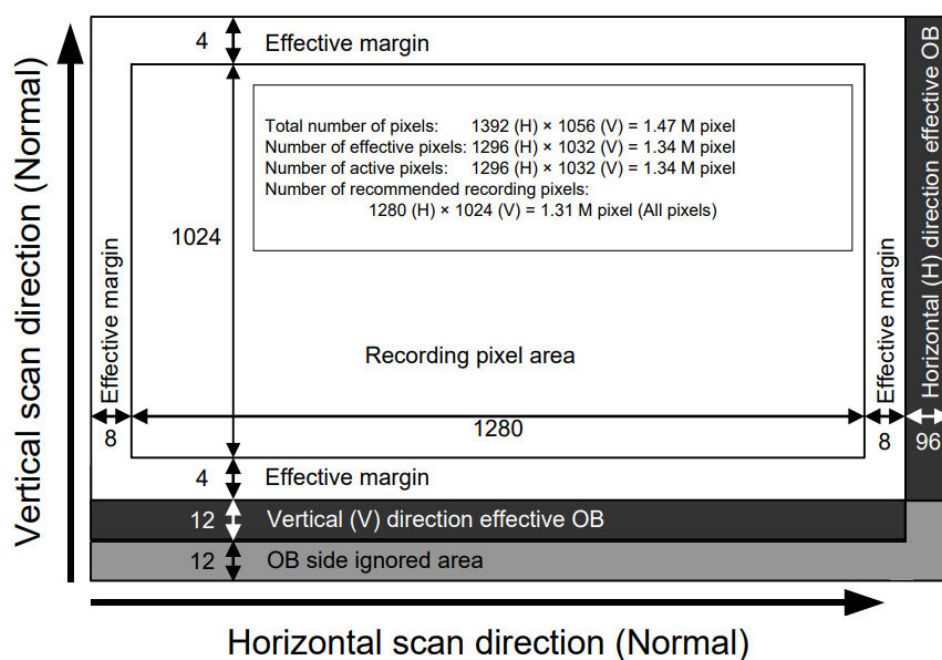 4
Effective margin
Total number of pixels: 1392 (H) × 1056 (V) = 1.47 M pixel
Number of effective pixels: 1296 (H) × 1032 (V) = 1.34 M pixel
Number of active pixels: 1296 (H) × 1032 (V) = 1.34 M pixel
Number of recommended recording pixels:
1280 (H) × 1024 (V) = 1.31 M pixel (All pixels)
1024
Vertical scan direction (Normal)
Effective margin
8
Recording pixel area
1280
Effective margin
8
Horizontal (H) direction effective OB
96
4
Effective margin
12
Vertical (V) direction effective OB
12
OB side ignored area
Horizontal scan direction (Normal)